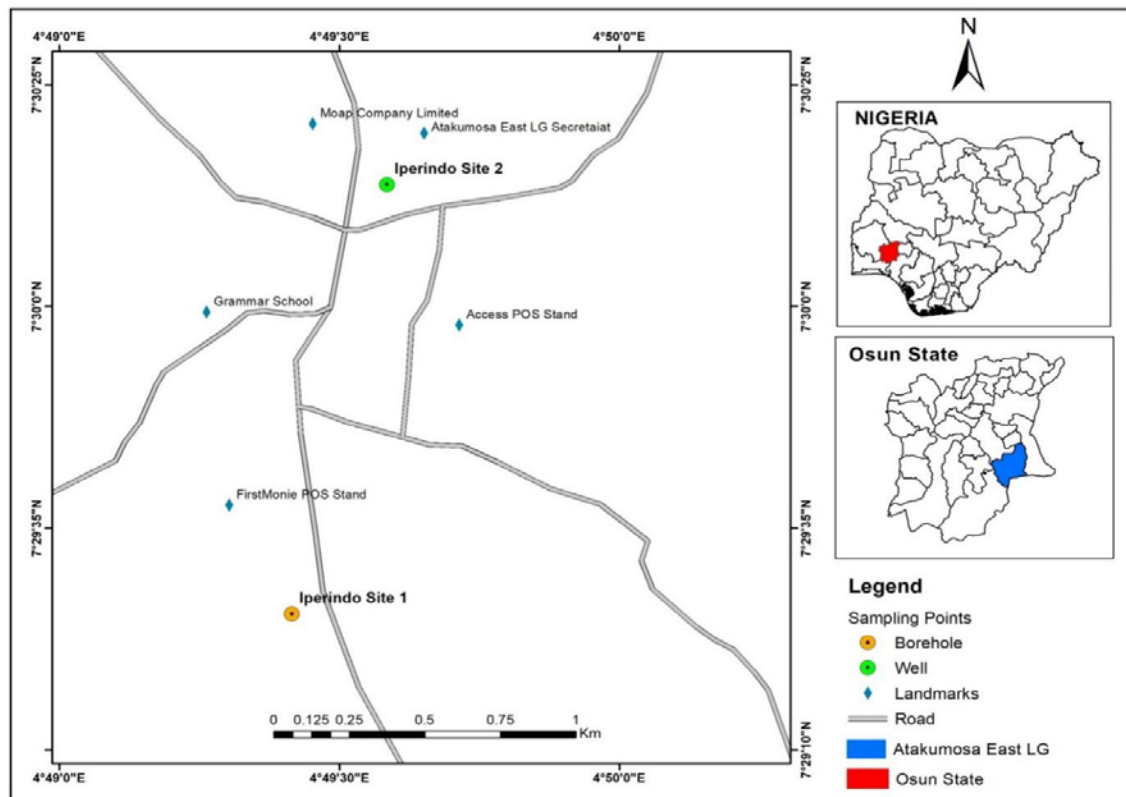 4°49'0"E
4°49'30"E
4°50'0"E
N
7°30'25"N
7°30'25"N
Moap Company Limited
Atakumosa East LG Secretaiat
Iperindo Site 2
NIGERIA
7°30'0"N
7°30'0"N
Grammar School
Access POS Stand
Osun State
FirstMonie POS Stand
7°29'35"N
7°29'35"N
Iperindo Site 1
Legend
Sampling Points
Borehole
Well
Landmarks
Road
Atakumosa East LG
Osun State
0 0.125 0.25 0.5 0.75 1
Km
7°29'10"N
7°29'10"N
4°49'0"E
4°49'30"E
4°50'0"E